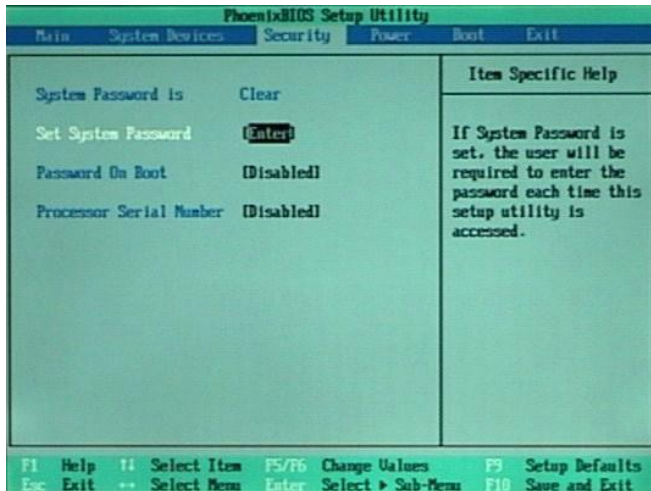 PhoenixBIOS Setup Utility
Main System Devices Security Power Boot Exit
Item Specific Help
System Password is Clear
Set System Password [Enter]
Password On Boot [Disabled]
Processor Serial Number [Disabled]
If System Password is
set, the user will be
required to enter the
password each time this
setup utility is
accessed.
F1 Help ↑↓ Select Item F5/F6 Change Values F9 Setup Defaults
Esc Exit ↔ Select Menu Enter Select ▶ Sub-Menu F10 Save and Exit